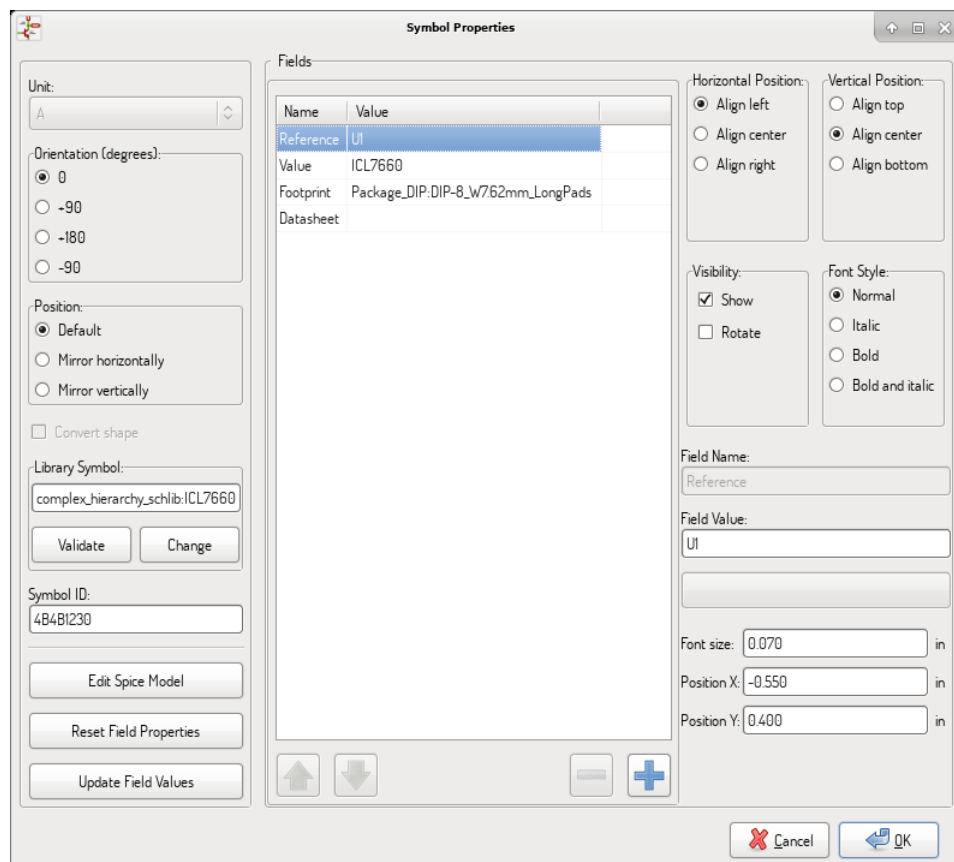 Symbol Properties
Unit:
A
Orientation (degrees):
0
+90
+180
-90
Position:
Default
Mirror horizontally
Mirror vertically
Convert shape
Library Symbol:
complex_hierarchy_schlib:ICL7660
Validate Change
Symbol ID:
4B4B1230
Edit Spice Model
Reset Field Properties
Update Field Values
Fields
Name Value
Reference U1
Value ICL7660
Footprint Package_DIP:DIP-8_W7.62mm_LongPads
Datasheet
Horizontal Position:
Align left
Align center
Align right
Vertical Position:
Align top
Align center
Align bottom
Visibility:
Show
Rotate
Font Style:
Normal
Italic
Bold
Bold and italic
Field Name:
Reference
Field Value:
U1
Font size: 0.070 in
Position X: -0.550 in
Position Y: 0.400 in
Cancel OK